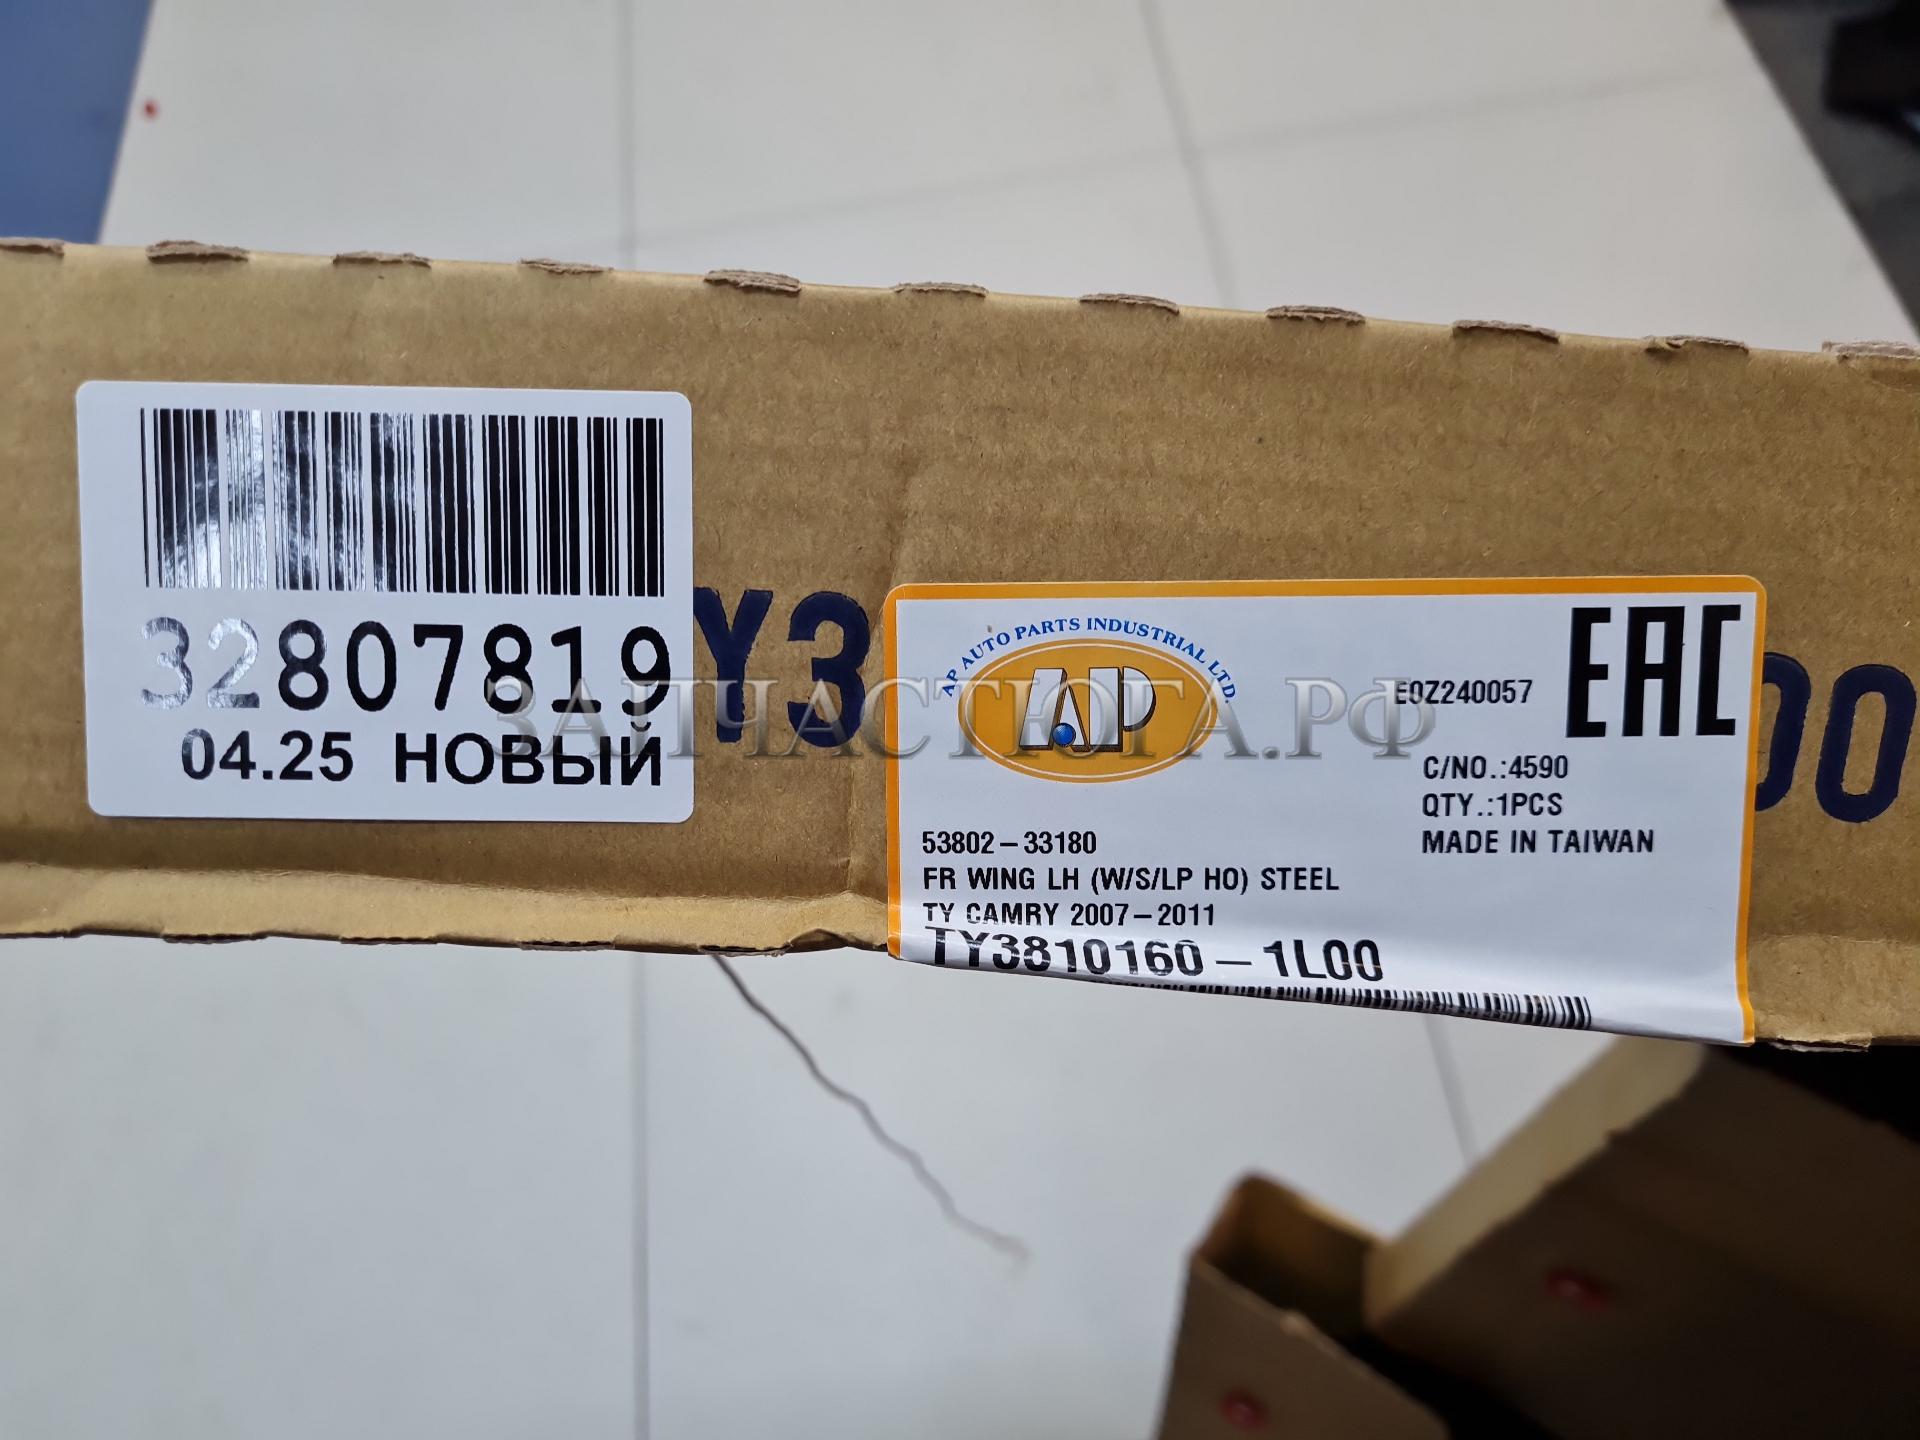 32807819
04.25 НОВЫЙ
Y3
00
AP AUTO PARTS INDUSTRIAL LTD.
AP
E0Z240057
EAC
C/NO.:4590
QTY.:1PCS
MADE IN TAIWAN
53802-33180
FR WING LH (W/S/LP HO) STEEL
TY CAMRY 2007-2011
TY3810160-1L00
ЗАПЧАСТЮГА.РФ